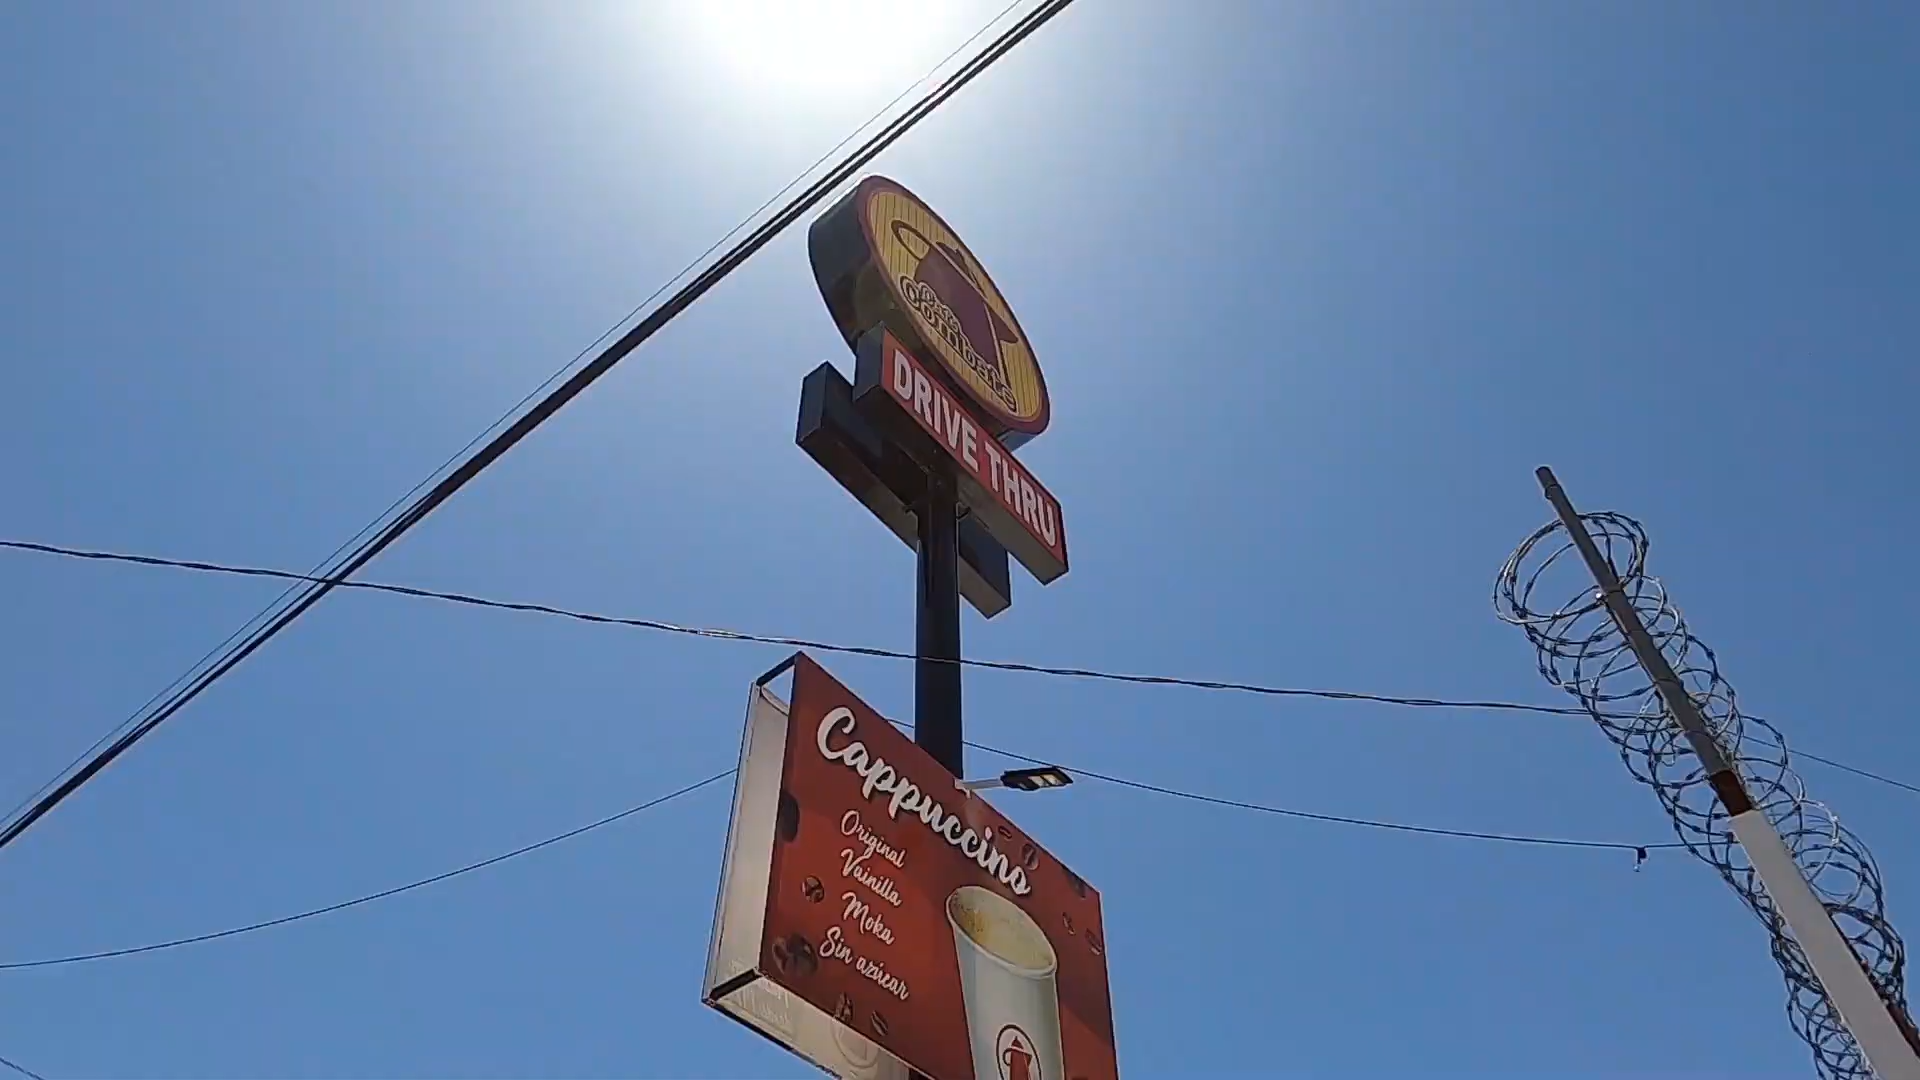 Café
Combate
DRIVE THRU
Cappuccino
Original
Vainilla
Moka
Sin azúcar